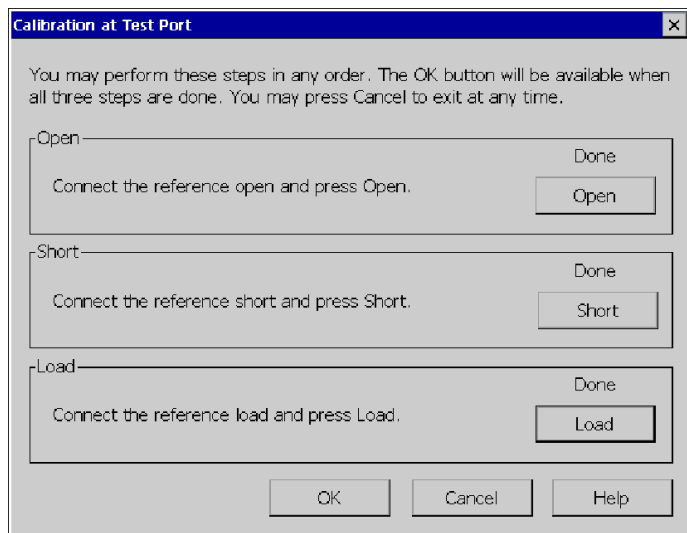 Calibration at Test Port
You may perform these steps in any order. The OK button will be available when
all three steps are done. You may press Cancel to exit at any time.
Open
Done
Connect the reference open and press Open.
Open
Short
Done
Connect the reference short and press Short.
Short
Load
Done
Connect the reference load and press Load.
Load
OK
Cancel
Help